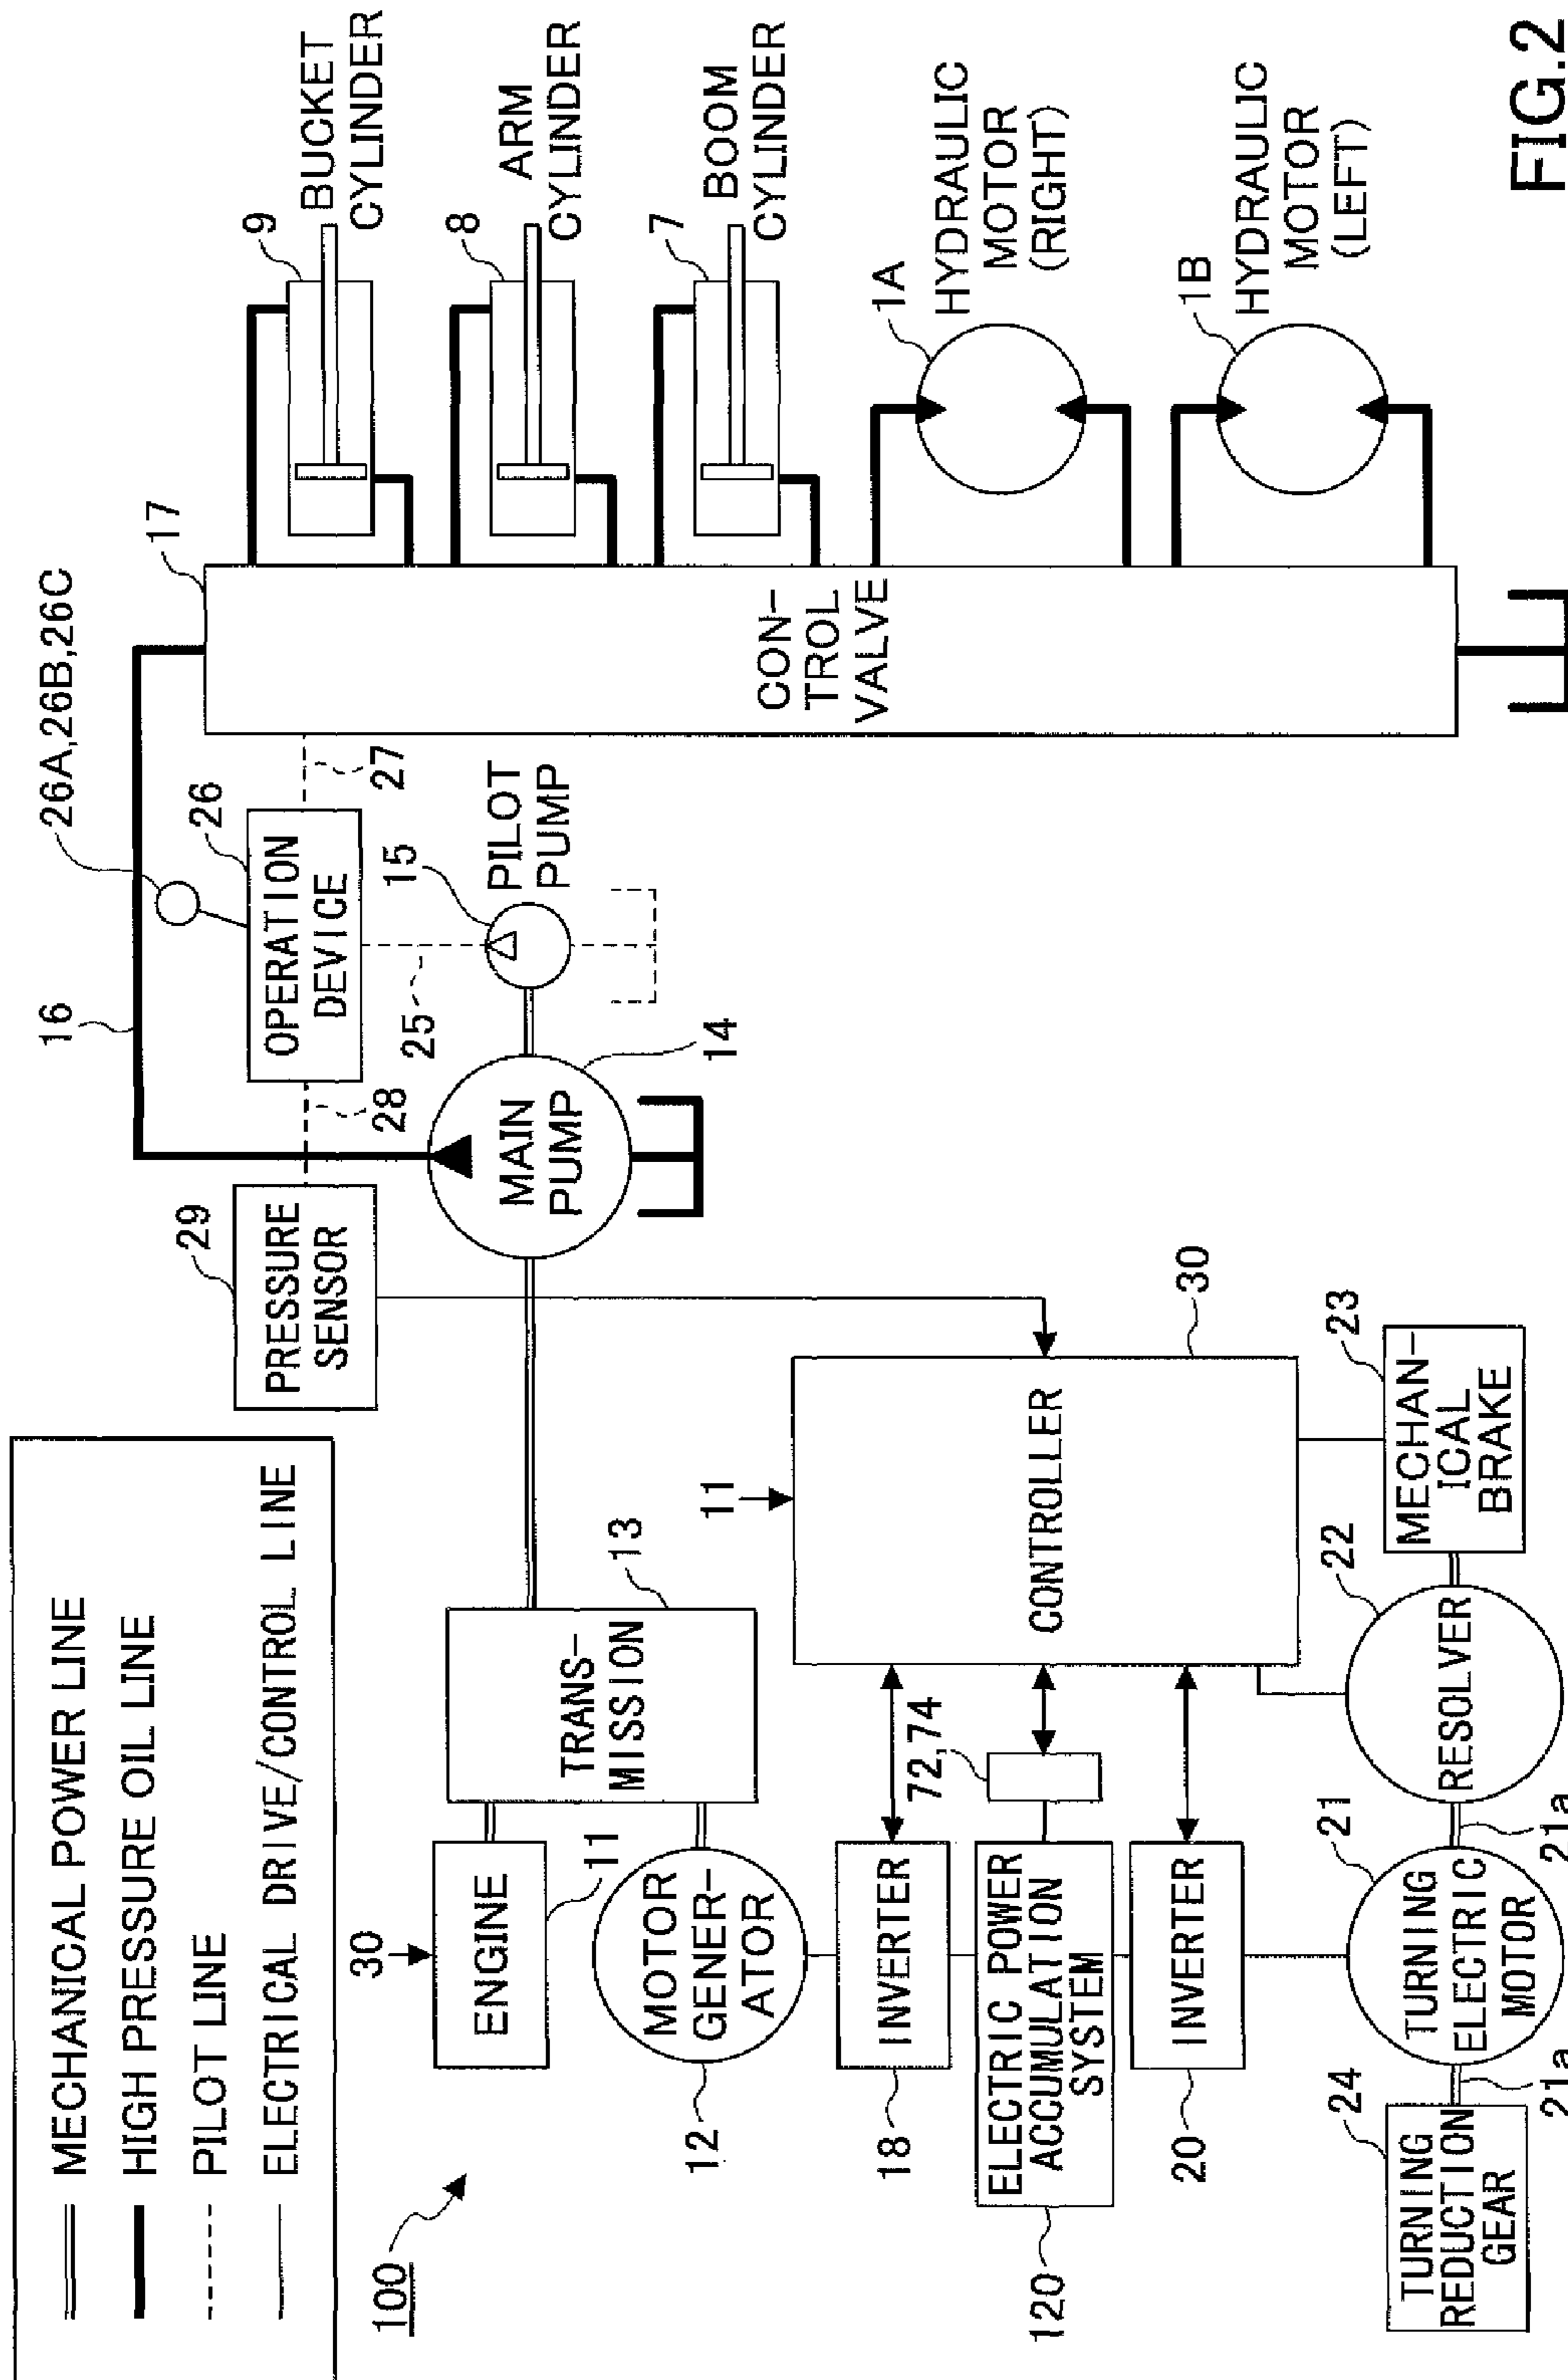 MECHANICAL POWER LINE
HIGH PRESSURE OIL LINE
PILOT LINE
ELECTRICAL DRIVE/CONTROL LINE
100
30
ENGINE
11
MOTOR
GENER-
ATOR
12
TRANS-
MISSION
13
INVERTER
18
72,74
ELECTRIC POWER
ACCUMULATION
SYSTEM
120
INVERTER
20
TURNING
REDUCTION
GEAR
24
21a
TURNING
ELECTRIC
MOTOR
21
21a
RESOLVER
22
MECHAN-
ICAL
BRAKE
23
11
CONTROLLER
30
PRESSURE
SENSOR
29
28
16
OPERATION
DEVICE
26
26A,26B,26C
27
25
MAIN
PUMP
14
15
PILOT
PUMP
17
CON-
TROL
VALVE
9
BUCKET
CYLINDER
8
ARM
CYLINDER
7
BOOM
CYLINDER
1A
HYDRAULIC
MOTOR
(RIGHT)
1B
HYDRAULIC
MOTOR
(LEFT)
FIG.2